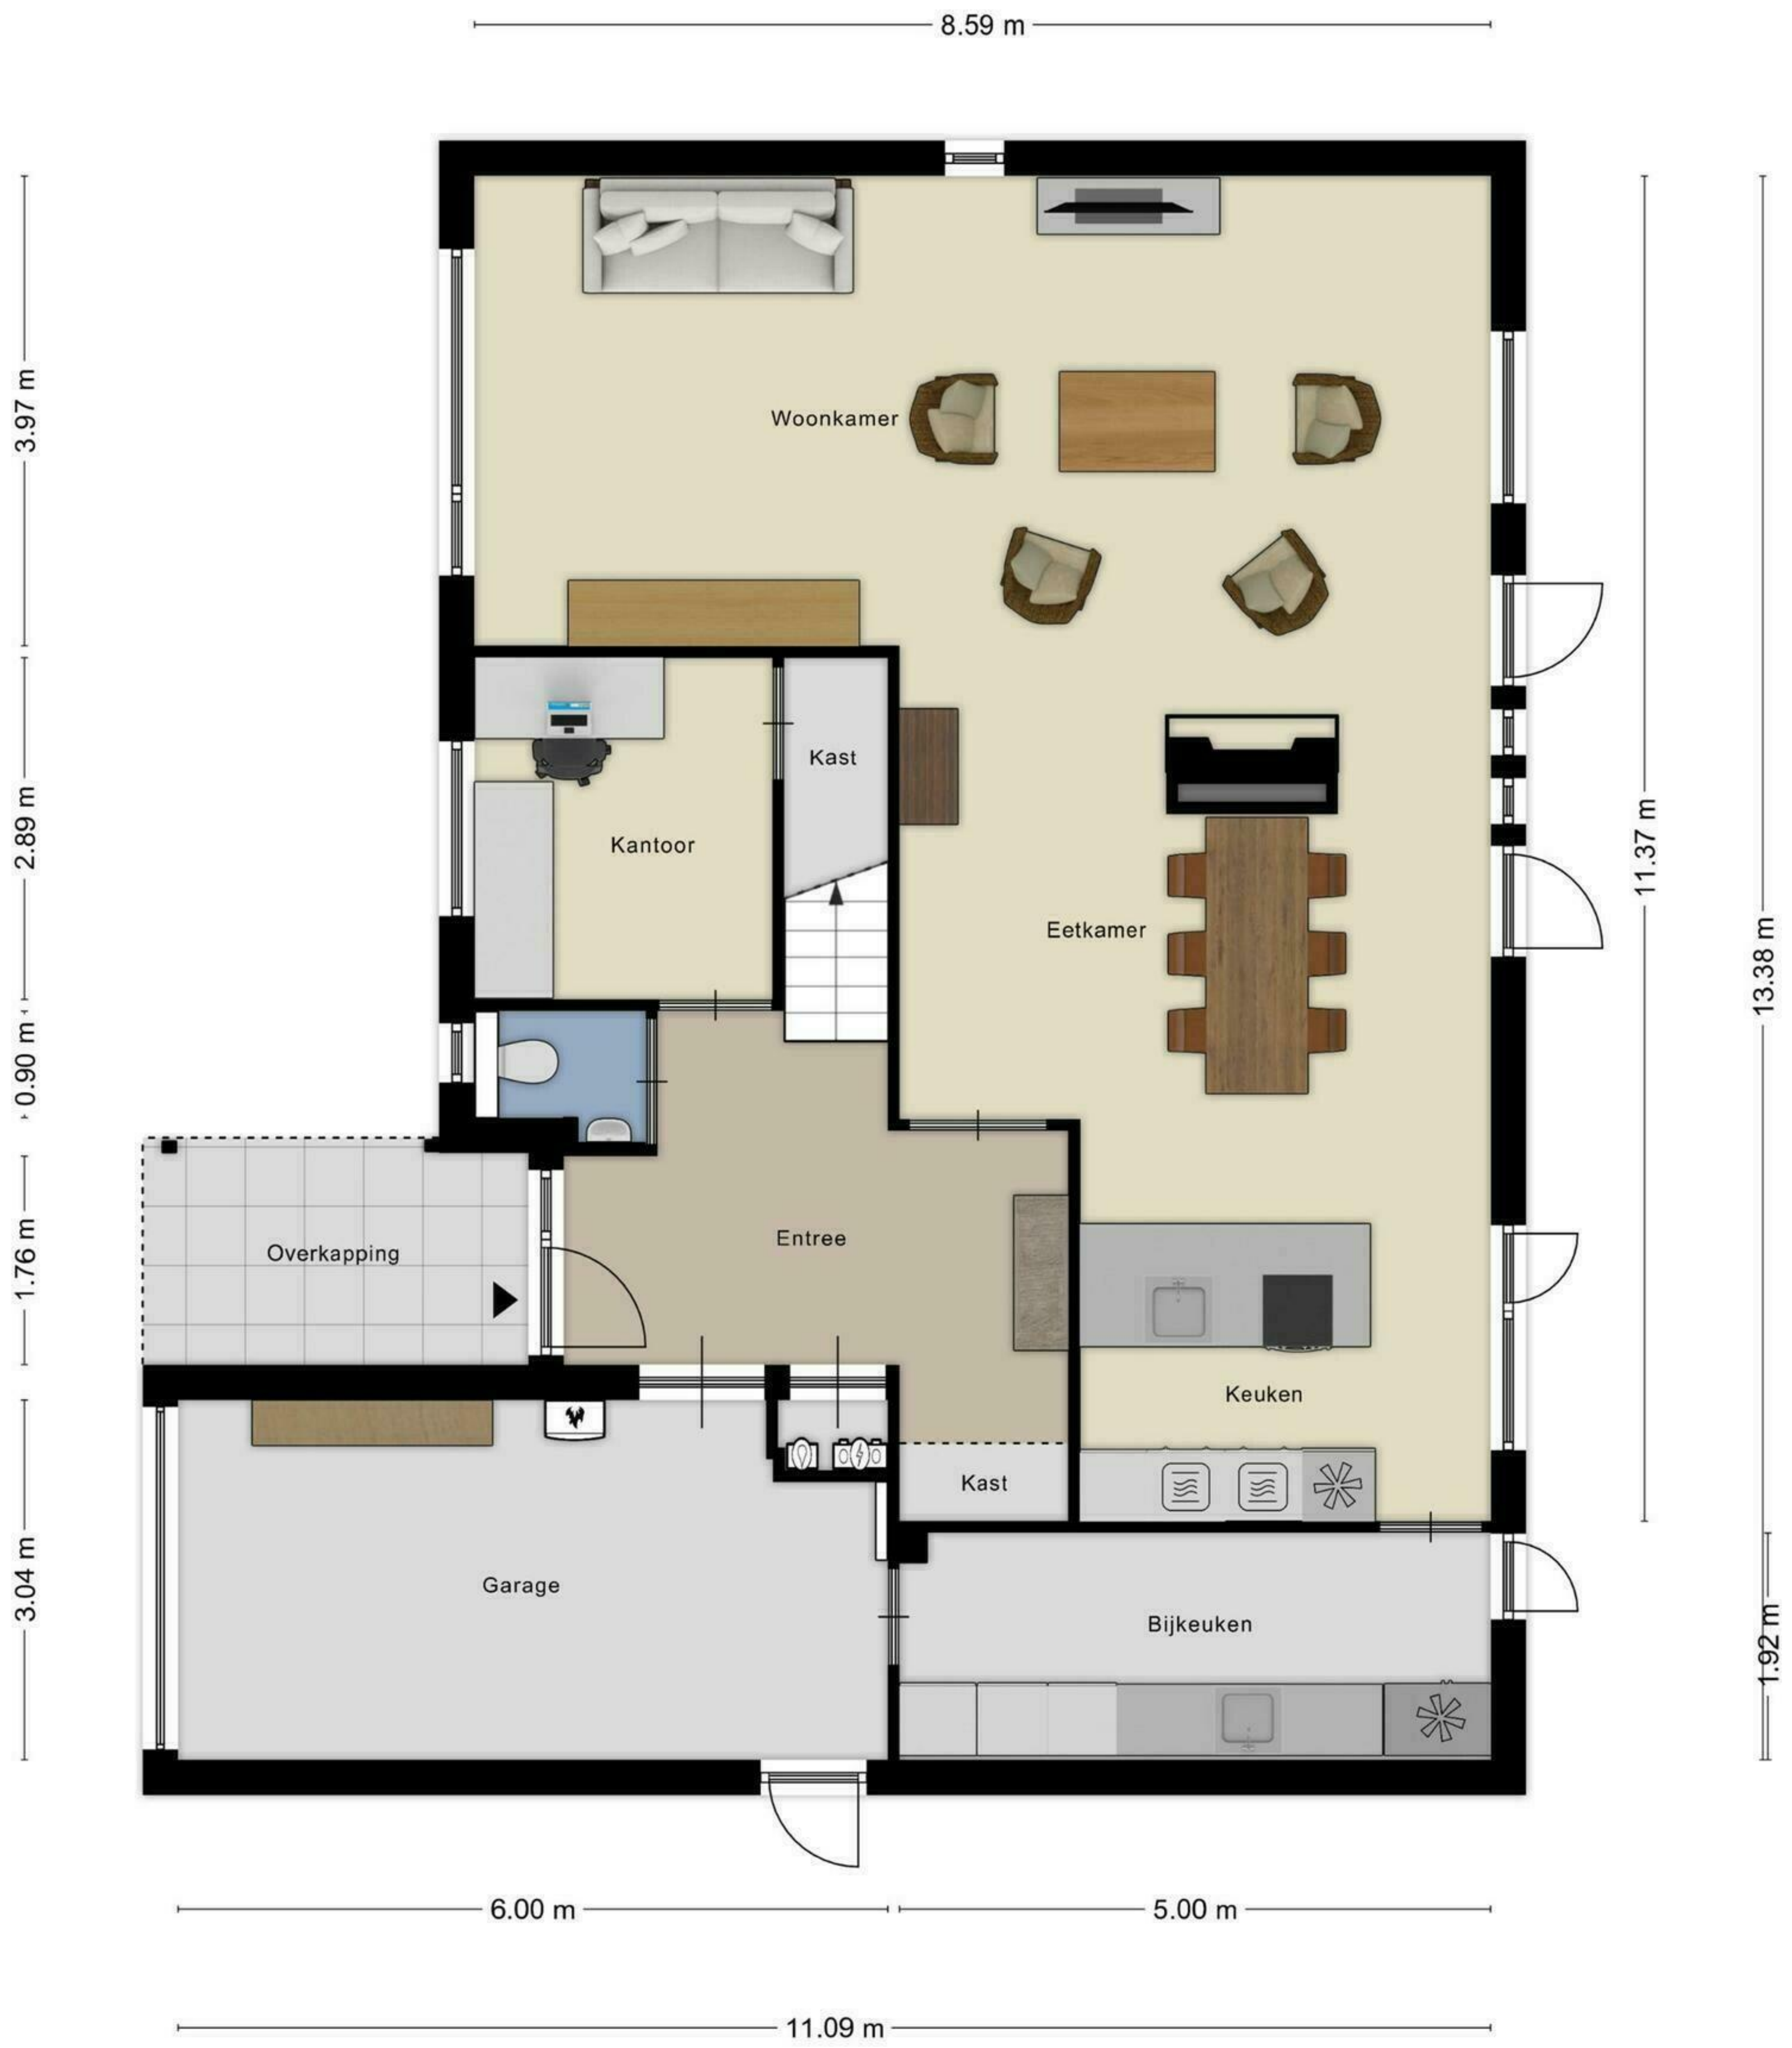 8.59 m
3.97 m
Woonkamer
2.89 m
Kast
Kantoor
11.37 m
Eetkamer
13.38 m
0.90 m
1.76 m
Overkapping
Entree
Keuken
Kast
3.04 m
Garage
Bijkeuken
1.92 m
6.00 m
5.00 m
11.09 m